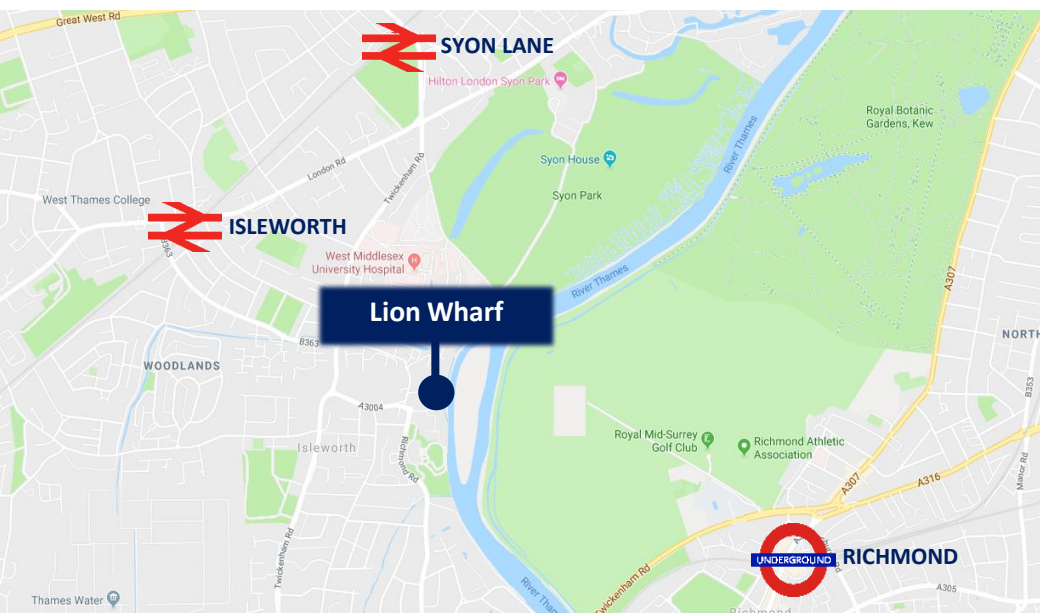 Great West Rd
SYON LANE
Hilton London Syon Park
Royal Botanic
Gardens, Kew
River Thames
London Rd
Twickenham Rd
Syon House
West Thames College
Syon Park
ISLEWORTH
B363
West Middlesex
University Hospital
River Thames
A307
Lion Wharf
NORTH
B363
WOODLANDS
B353
A3004
Richmond Rd
Isleworth
Royal Mid-Surrey
Golf Club
Richmond Athletic
Association
Manor Rd
A307
A316
Twickenham Rd
UNDERGROUND
RICHMOND
A305
River Tha
wickenham Rd
Thames Water
Richmond